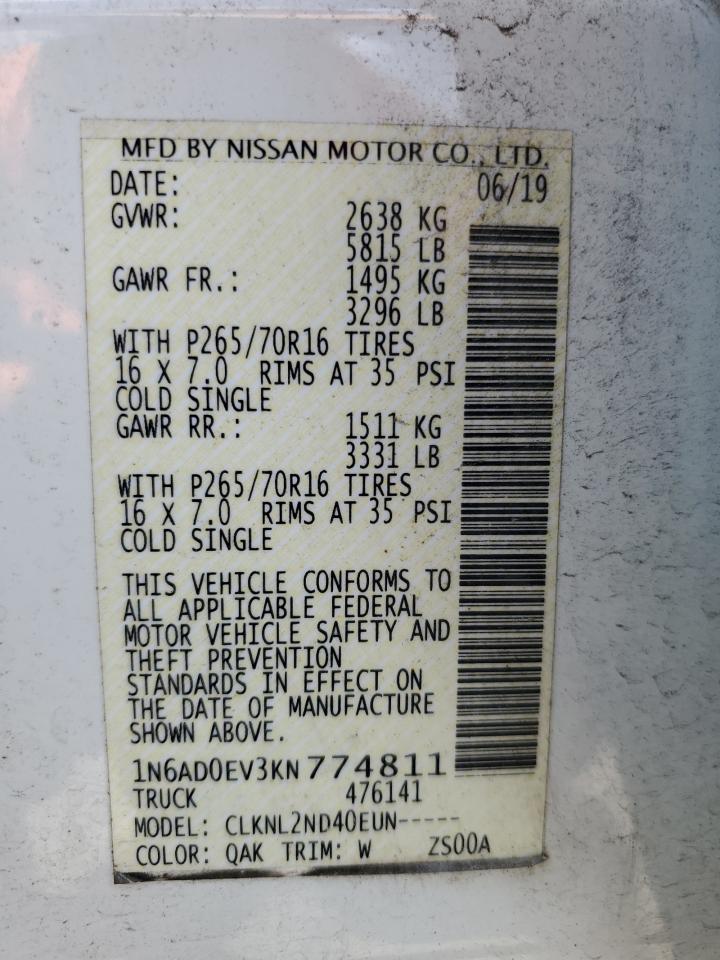 MFD BY NISSAN MOTOR CO., LTD.
DATE: 06/19
GVWR: 2638 KG
5815 LB
GAWR FR.: 1495 KG
3296 LB
WITH P265/70R16 TIRES
16 X 7.0 RIMS AT 35 PSI
COLD SINGLE
GAWR RR.: 1511 KG
3331 LB
WITH P265/70R16 TIRES
16 X 7.0 RIMS AT 35 PSI
COLD SINGLE
THIS VEHICLE CONFORMS TO
ALL APPLICABLE FEDERAL
MOTOR VEHICLE SAFETY AND
THEFT PREVENTION
STANDARDS IN EFFECT ON
THE DATE OF MANUFACTURE
SHOWN ABOVE.
1N6AD0EV3KN774811
TRUCK 476141
MODEL: CLKNL2ND40EUN-----
COLOR: QAK TRIM: W ZS00A